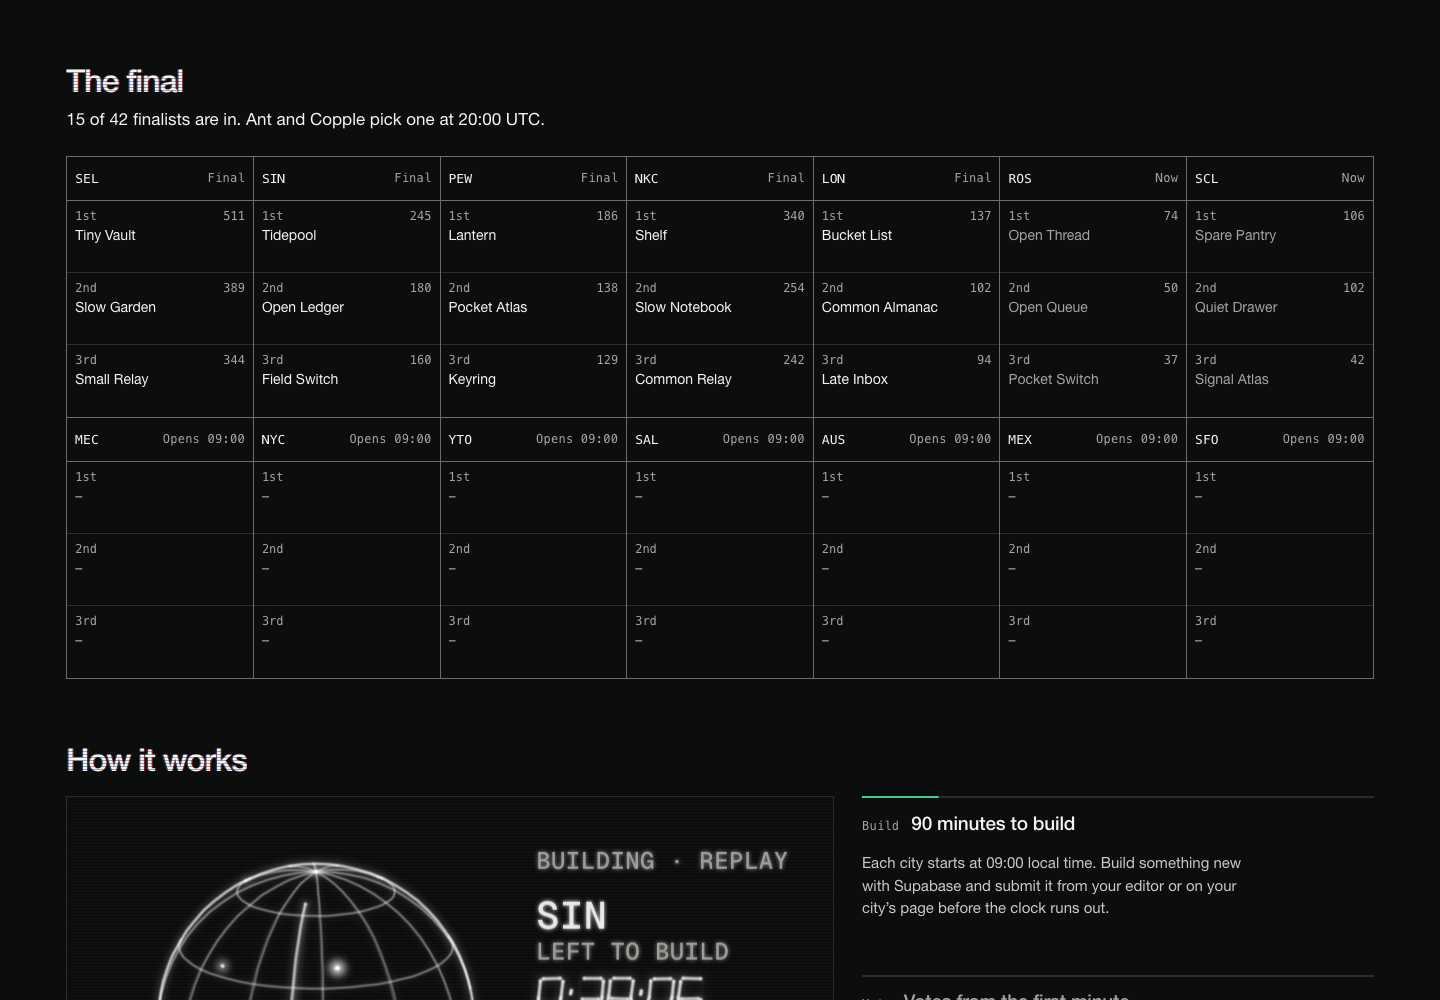 The final
15 of 42 finalists are in. Ant and Copple pick one at 20:00 UTC.
SEL Final SIN Final PEW Final NKC Final LON Final ROS Now SCL Now
1st 511 1st 245 1st 186 1st 340 1st 137 1st 74 1st 106
Tiny Vault Tidepool Lantern Shelf Bucket List Open Thread Spare Pantry
2nd 389 2nd 180 2nd 138 2nd 254 2nd 102 2nd 50 2nd 102
Slow Garden Open Ledger Pocket Atlas Slow Notebook Common Almanac Open Queue Quiet Drawer
3rd 344 3rd 160 3rd 129 3rd 242 3rd 94 3rd 37 3rd 42
Small Relay Field Switch Keyring Common Relay Late Inbox Pocket Switch Signal Atlas
MEC Opens 09:00 NYC Opens 09:00 YTO Opens 09:00 SAL Opens 09:00 AUS Opens 09:00 MEX Opens 09:00 SFO Opens 09:00
1st 1st 1st 1st 1st 1st 1st
– – – – – – –
2nd 2nd 2nd 2nd 2nd 2nd 2nd
– – – – – – –
3rd 3rd 3rd 3rd 3rd 3rd 3rd
– – – – – – –
How it works
BUILDING · REPLAY
SIN
LEFT TO BUILD
Build 90 minutes to build
Each city starts at 09:00 local time. Build something new
with Supabase and submit it from your editor or on your
city’s page before the clock runs out.
Votes from the first minute